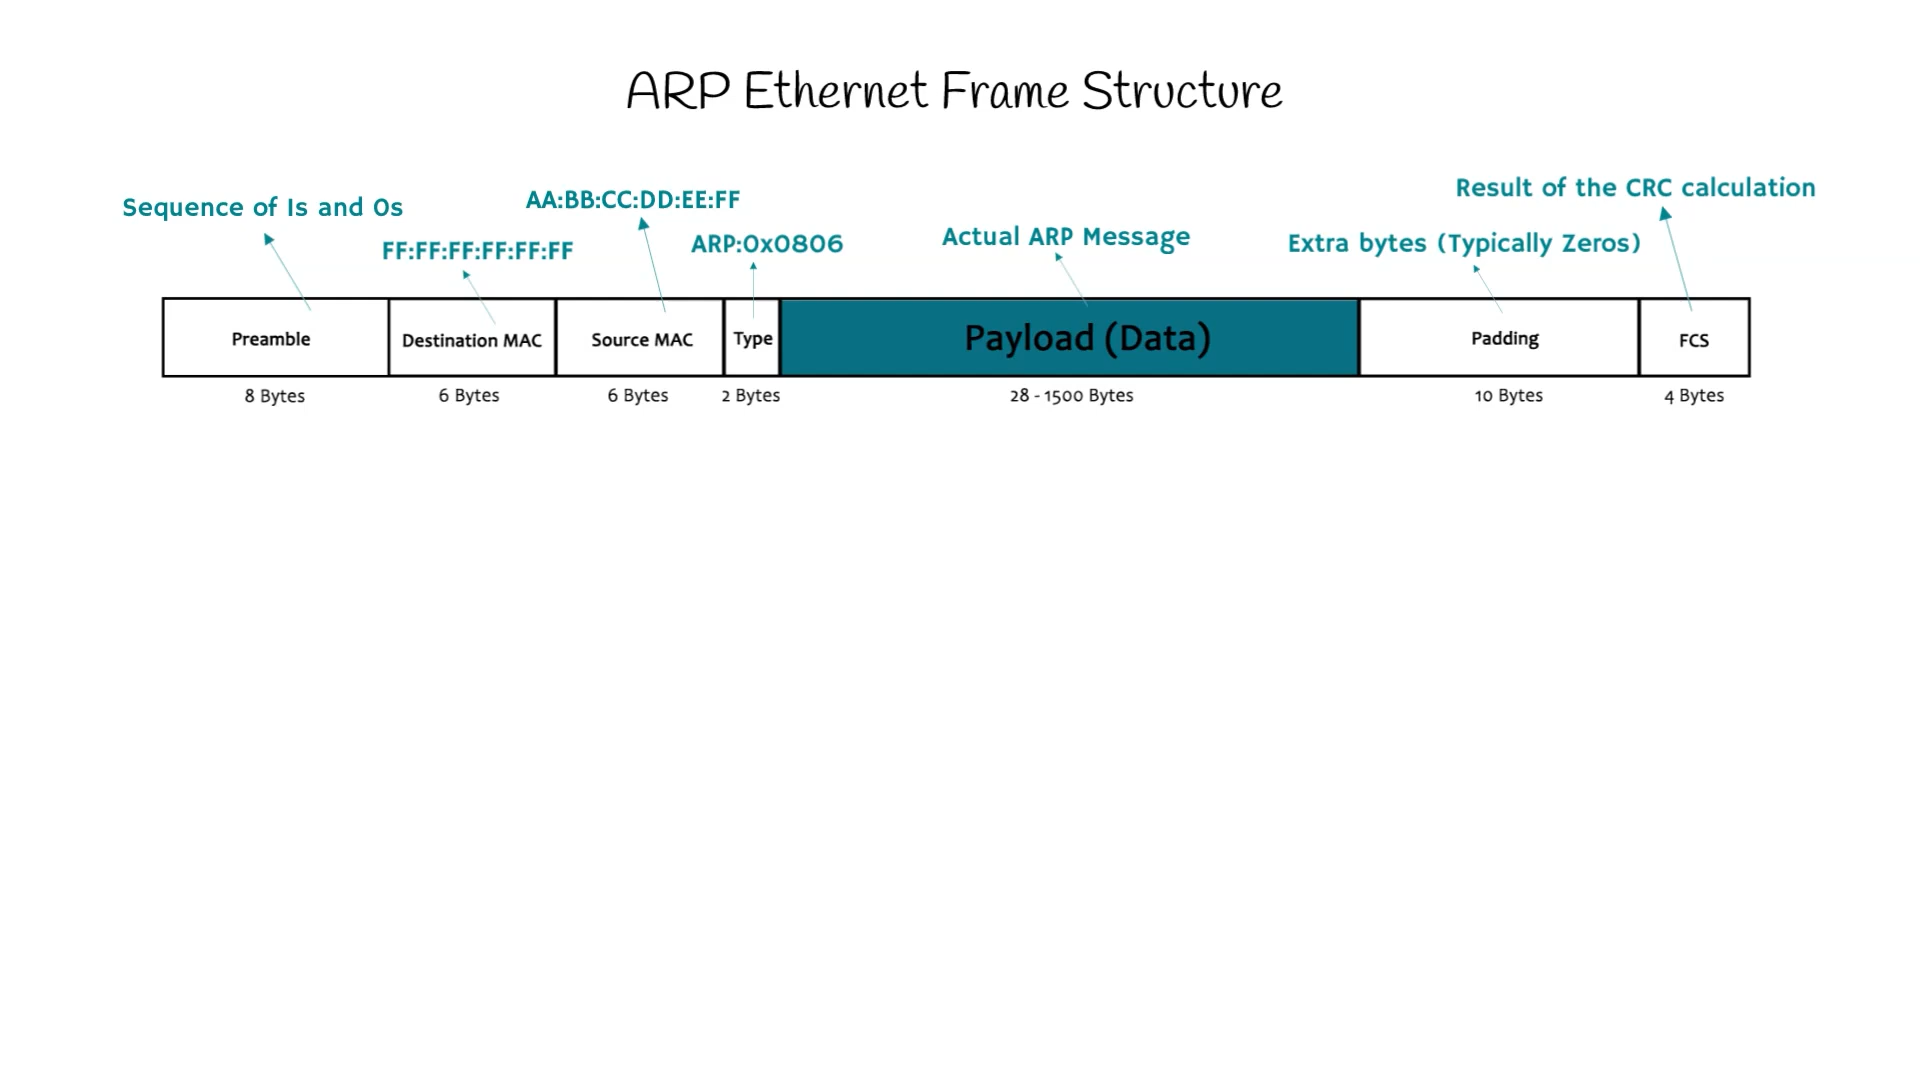 ARP Ethernet Frame Structure
Sequence of 1s and 0s
FF:FF:FF:FF:FF:FF
AA:BB:CC:DD:EE:FF
ARP:0x0806
Actual ARP Message
Extra bytes (Typically Zeros)
Result of the CRC calculation
Preamble
Destination MAC
Source MAC
Type
Payload (Data)
Padding
FCS
8 Bytes
6 Bytes
6 Bytes
2 Bytes
28 - 1500 Bytes
10 Bytes
4 Bytes